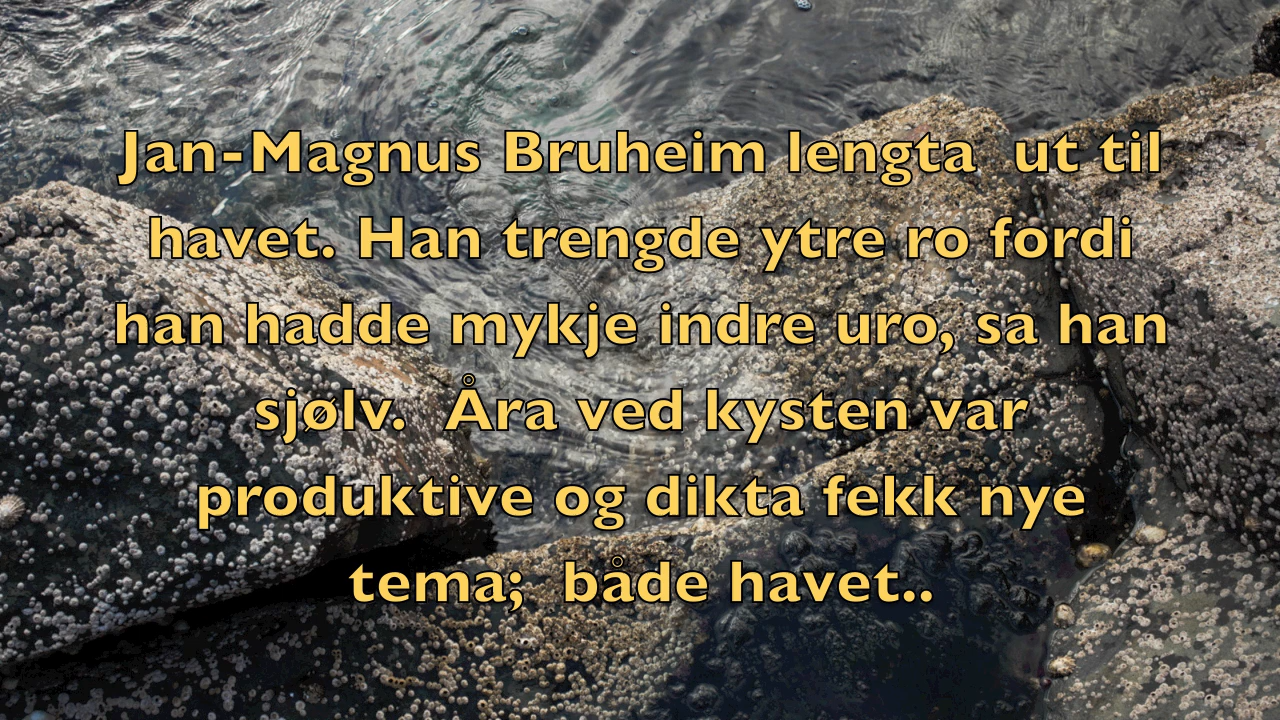 Jan-Magnus Bruheim lengta  ut til
havet. Han trengde ytre ro fordi
han hadde mykje indre uro, sa han
sjølv.  Åra ved kysten var
produktive og dikta fekk nye
tema;  både havet..